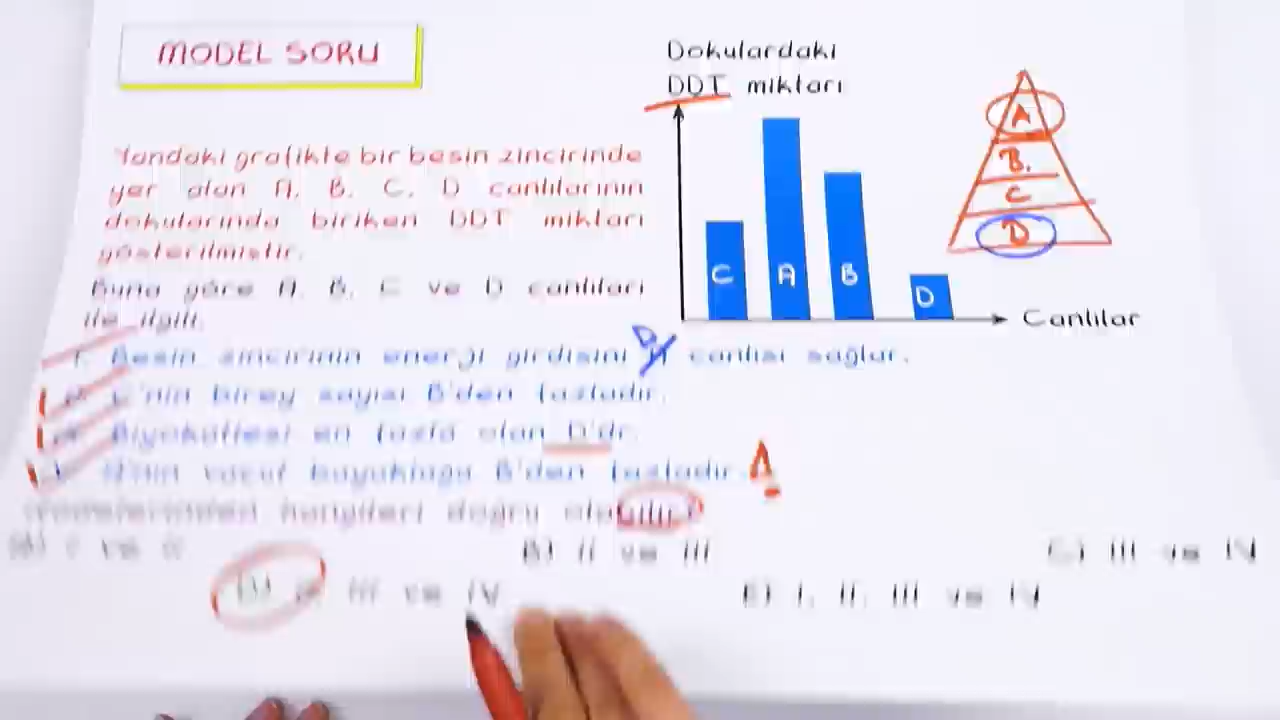 MODEL SORU
Yandaki grafikte bir besin zincirinde
yer alan A, B, C, D canlılarının
dokularında biriken DDT miktarı
gösterilmiştir.
Buna göre A, B, C ve D canlıları
ile ilgili,
I. Besin zincirinin enerji girdisini D canlısı sağlar.
C'nin birey sayısı B'den fazladır.
Biyokütlesi en fazla olan D'dir.
A'nın vücut büyüklüğü B'den fazladır. A
hangileri doğru olabilir?
A) I ve II
B) II ve III
C) III ve IV
D) III ve IV
E) I, II, III ve IV
Dokulardaki
DDT miktarı
C
A
B
D
Canlılar
A
B
C
D